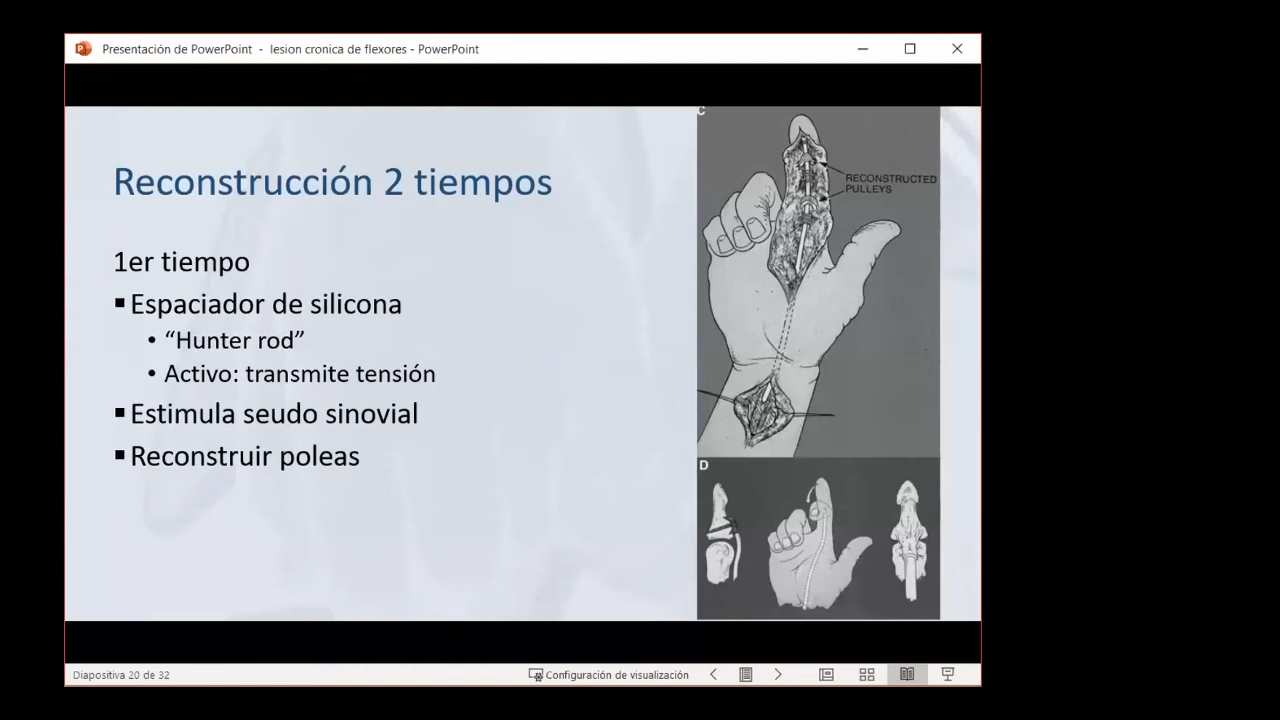 Presentación de PowerPoint - lesion cronica de flexores - PowerPoint
Reconstrucción 2 tiempos
1er tiempo
▪Espaciador de silicona
• “Hunter rod”
• Activo: transmite tensión
▪Estimula seudo sinovial
▪Reconstruir poleas
C
RECONSTRUCTED
PULLEYS
D
Diapositiva 20 de 32
Configuración de visualización